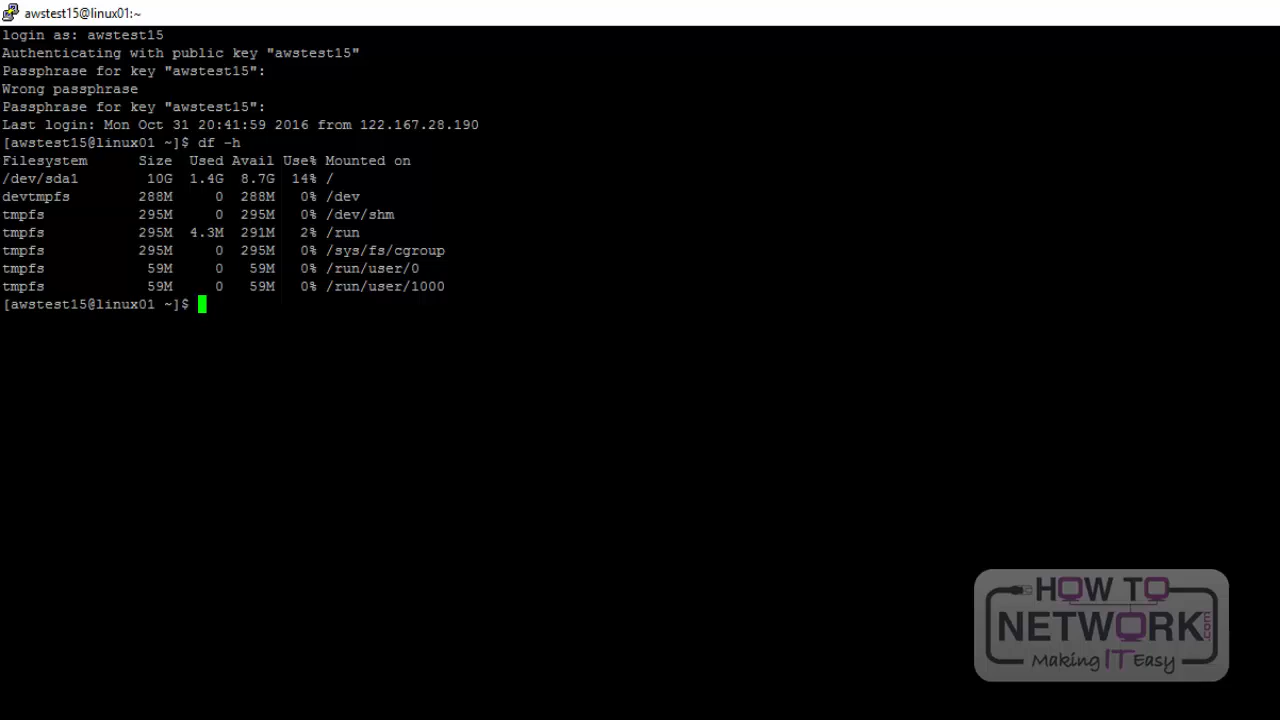 awstest15@linux01:~
login as: awstest15
Authenticating with public key "awstest15"
Passphrase for key "awstest15":
Wrong passphrase
Passphrase for key "awstest15":
Last login: Mon Oct 31 20:41:59 2016 from 122.167.28.190
[awstest15@linux01 ~]$ df -h
Filesystem      Size  Used Avail Use% Mounted on
/dev/sda1        10G  1.4G  8.7G  14% /
devtmpfs        288M     0  288M   0% /dev
tmpfs           295M     0  295M   0% /dev/shm
tmpfs           295M  4.3M  291M   2% /run
tmpfs           295M     0  295M   0% /sys/fs/cgroup
tmpfs            59M     0   59M   0% /run/user/0
tmpfs            59M     0   59M   0% /run/user/1000
[awstest15@linux01 ~]$
HOW TO
NETWORK.com
Making IT Easy